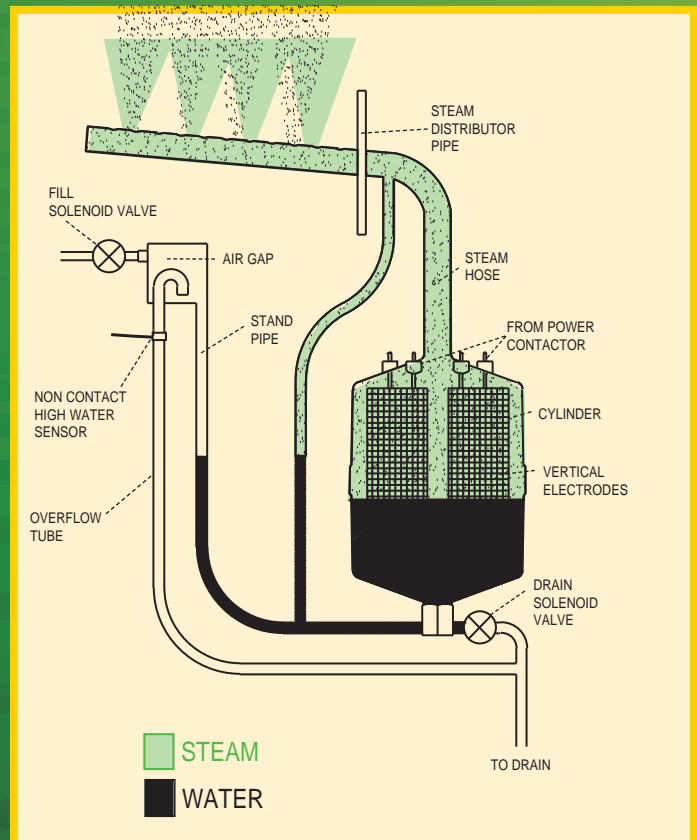 STEAM
DISTRIBUTOR
PIPE
FILL
SOLENOID VALVE
AIR GAP
STEAM
HOSE
STAND
PIPE
FROM POWER
CONTACTOR
NON CONTACT
HIGH WATER
SENSOR
CYLINDER
VERTICAL
ELECTRODES
OVERFLOW
TUBE
DRAIN
SOLENOID
VALVE
STEAM
TO DRAIN
WATER